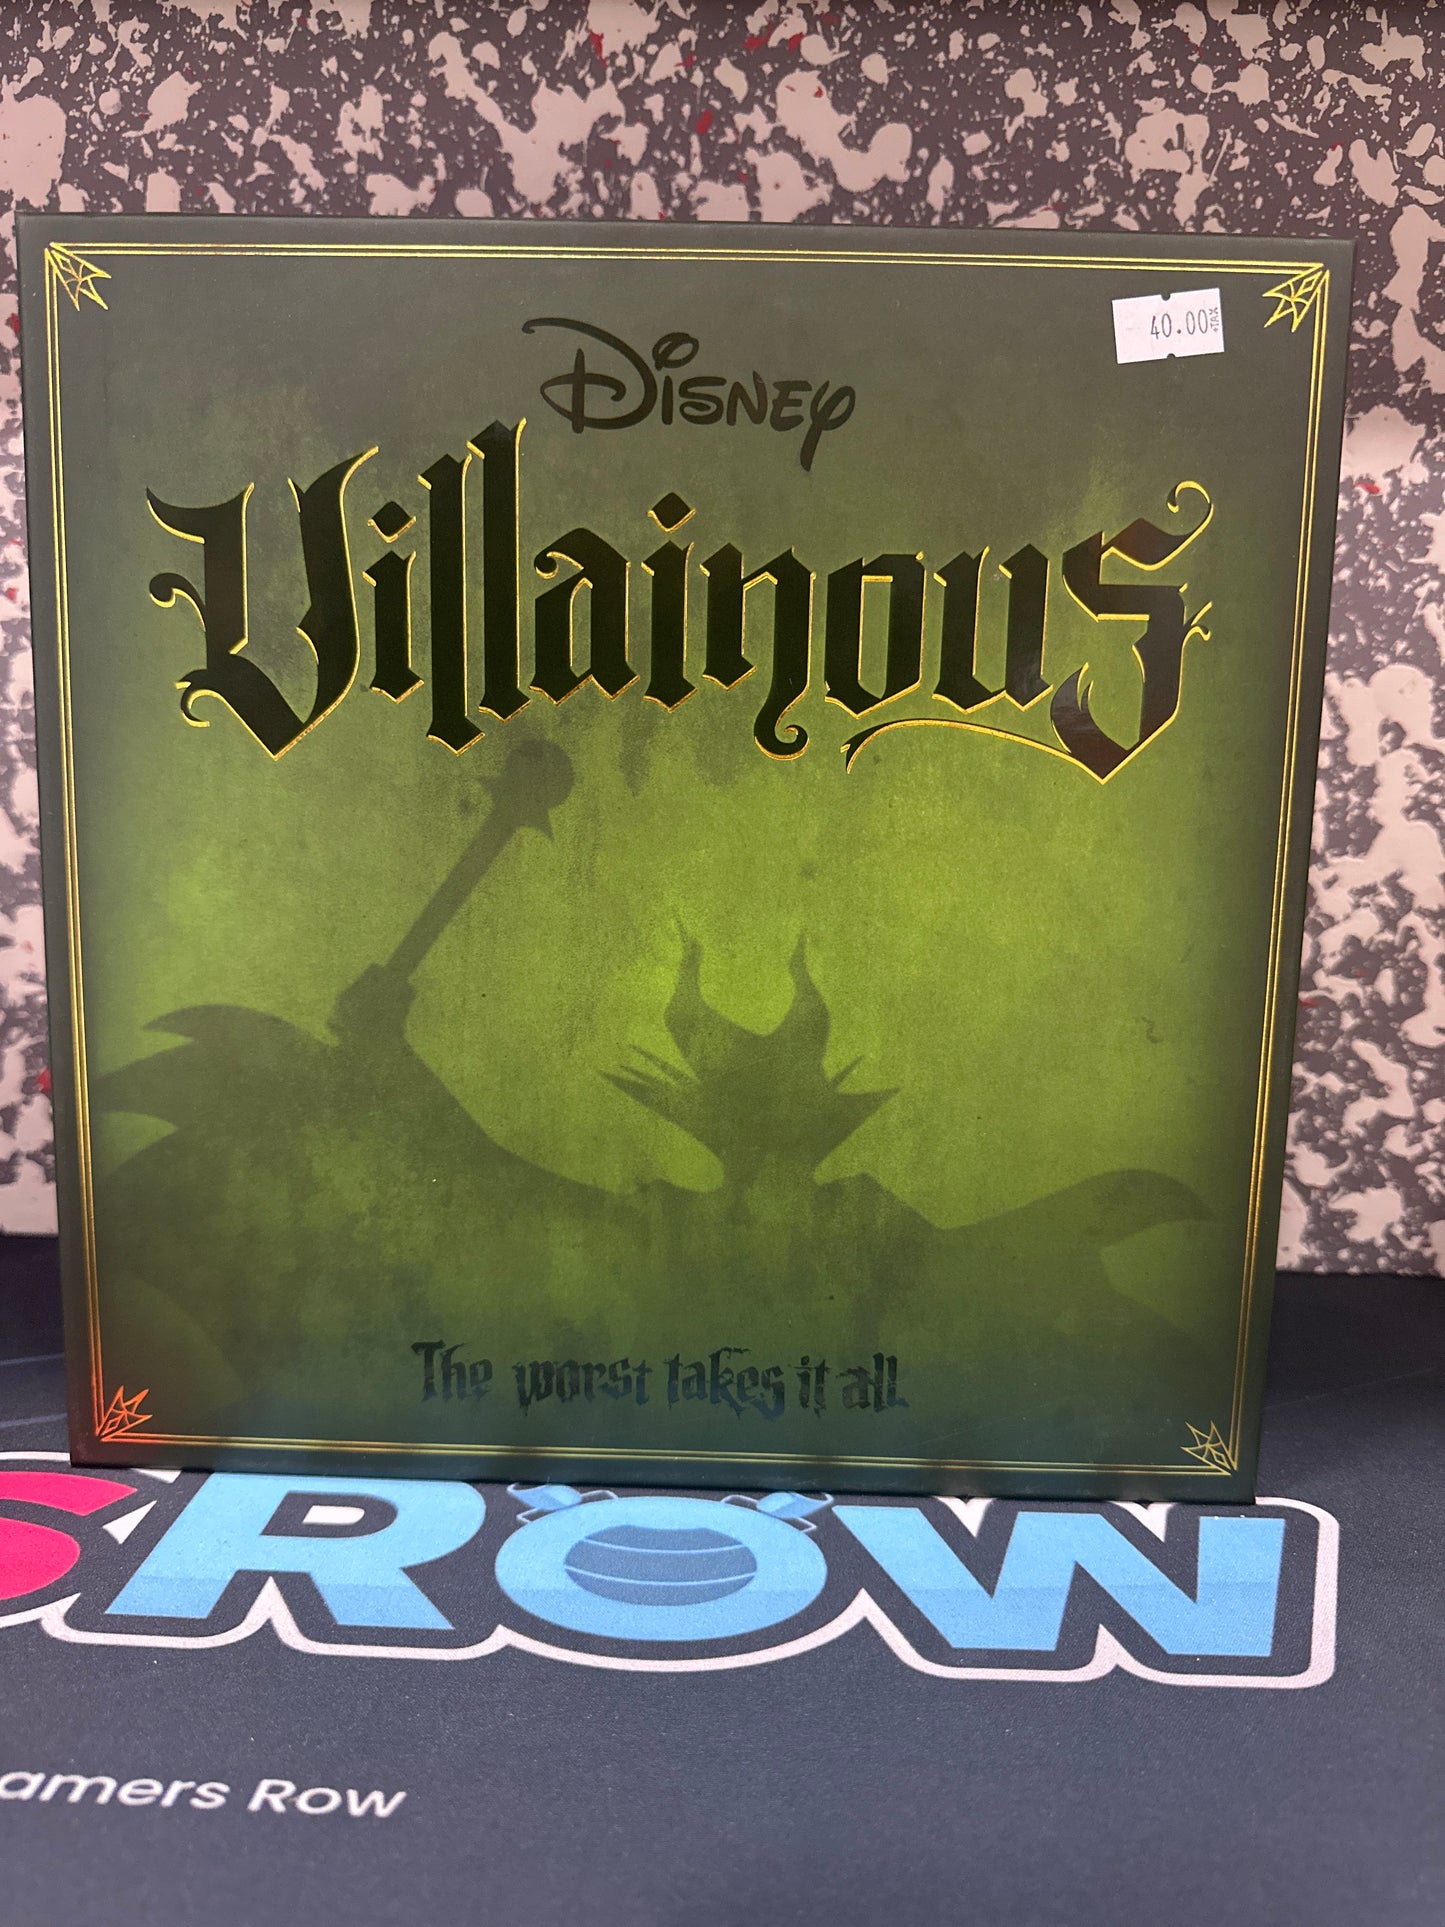 40.00 +TAX
Disney
Villainous
The worst takes it all.
S ROW
amers Row